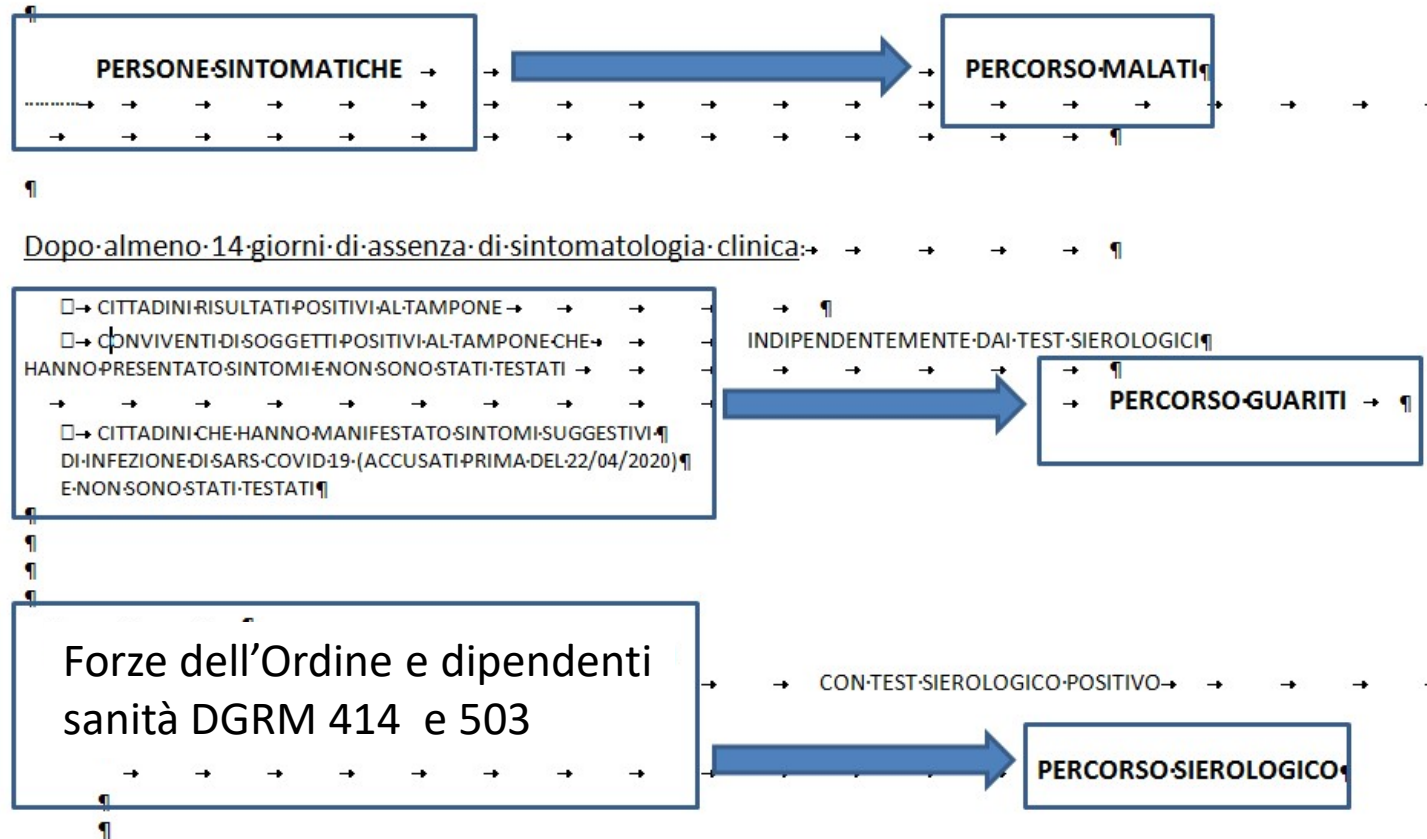 PERSONE SINTOMATICHE PERCORSO MALATI
Dopo almeno 14 giorni di assenza di sintomatologia clinica:
CITTADINI RISULTATI POSITIVI AL TAMPONE
CONVIVENTI DI SOGGETTI POSITIVI AL TAMPONE CHE INDIPENDENTEMENTE DAI TEST SIEROLOGICI
HANNO PRESENTATO SINTOMI E NON SONO STATI TESTATI
PERCORSO GUARITI
CITTADINI CHE HANNO MANIFESTATO SINTOMI SUGGESTIVI
DI INFEZIONE DI SARS COVID 19 (ACCUSATI PRIMA DEL 22/04/2020)
E NON SONO STATI TESTATI
Forze dell’Ordine e dipendenti
sanità DGRM 414 e 503
CON TEST SIEROLOGICO POSITIVO
PERCORSO SIEROLOGICO